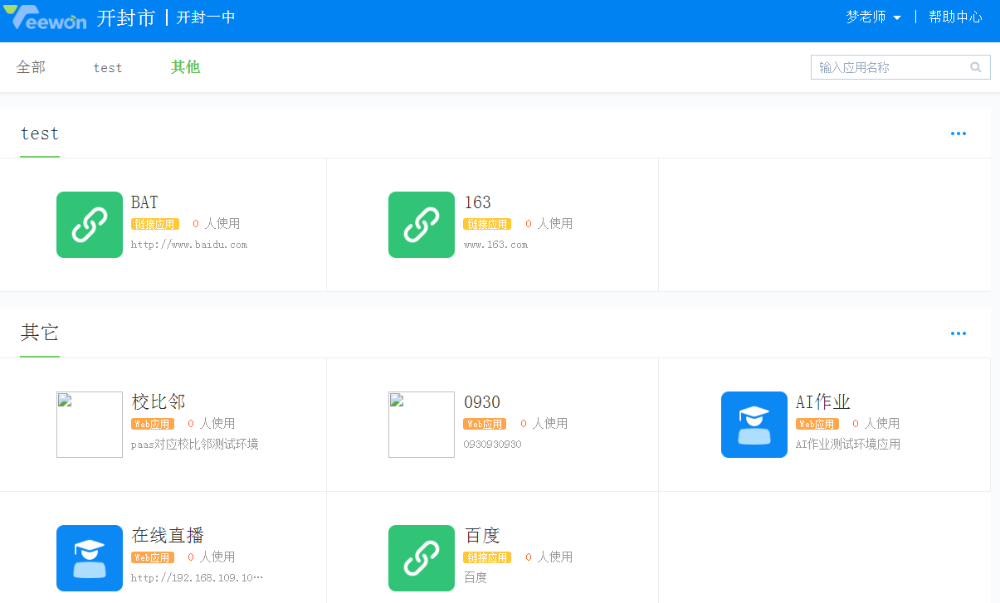 Yeewon 开封市 | 开封一中 梦老师 | 帮助中心
全部 test 其他 输入应用名称
test
BAT 163
链接应用 0 人使用 链接应用 0 人使用
http://www.baidu.com www.163.com
其它
校比邻 0930 AI作业
Web应用 0 人使用 Web应用 0 人使用 Web应用 0 人使用
paas对应校比邻测试环境 0930930930 AI作业测试环境应用
在线直播 百度
Web应用 0 人使用 链接应用 0 人使用
http://192.168.109.10… 百度